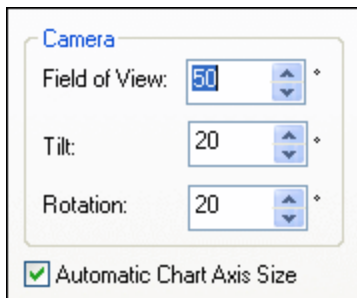 Camera
Field of View: 50 °
Tilt: 20 °
Rotation: 20 °
Automatic Chart Axis Size